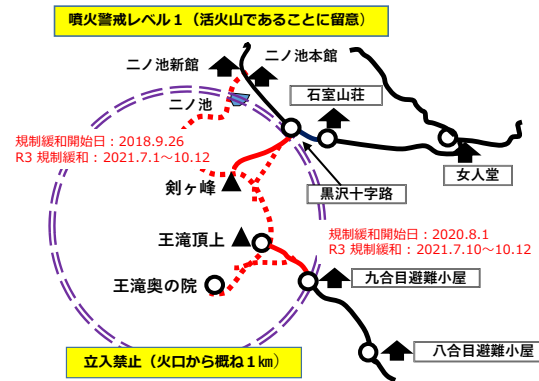 噴火警戒レベル1（活火山であることに留意）
二ノ池新館
二ノ池本館
二ノ池
石室山荘
規制緩和開始日：2018.9.26
R3 規制緩和：2021.7.1～10.12
女人堂
黒沢十字路
剣ヶ峰
規制緩和開始日：2020.8.1
R3 規制緩和：2021.7.10～10.12
王滝頂上
王滝奥の院
九合目避難小屋
八合目避難小屋
立入禁止（火口から概ね1㎞）